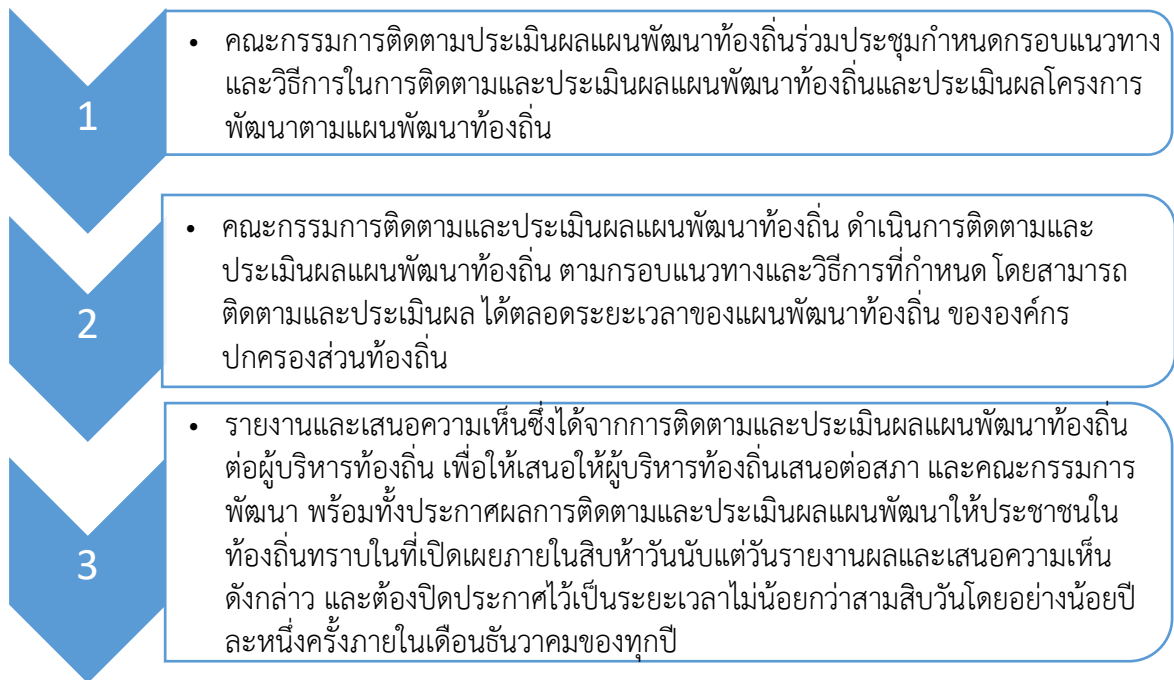 1
• คณะกรรมการติดตามประเมินผลแผนพัฒนาท้องถิ่นร่วมประชุมกำหนดกรอบแนวทาง
และวิธีการในการติดตามและประเมินผลแผนพัฒนาท้องถิ่นและประเมินผลโครงการ
พัฒนาตามแผนพัฒนาท้องถิ่น
2
• คณะกรรมการติดตามและประเมินผลแผนพัฒนาท้องถิ่น ดำเนินการติดตามและ
ประเมินผลแผนพัฒนาท้องถิ่น ตามกรอบแนวทางและวิธีการที่กำหนด โดยสามารถ
ติดตามและประเมินผล ได้ตลอดระยะเวลาของแผนพัฒนาท้องถิ่น ขององค์กร
ปกครองส่วนท้องถิ่น
3
• รายงานและเสนอความเห็นซึ่งได้จากการติดตามและประเมินผลแผนพัฒนาท้องถิ่น
ต่อผู้บริหารท้องถิ่น เพื่อให้เสนอให้ผู้บริหารท้องถิ่นเสนอต่อสภา และคณะกรรมการ
พัฒนา พร้อมทั้งประกาศผลการติดตามและประเมินผลแผนพัฒนาให้ประชาชนใน
ท้องถิ่นทราบในที่เปิดเผยภายในสิบห้าวันนับแต่วันรายงานผลและเสนอความเห็น
ดังกล่าว และต้องปิดประกาศไว้เป็นระยะเวลาไม่น้อยกว่าสามสิบวันโดยอย่างน้อยปี
ละหนึ่งครั้งภายในเดือนธันวาคมของทุกปี